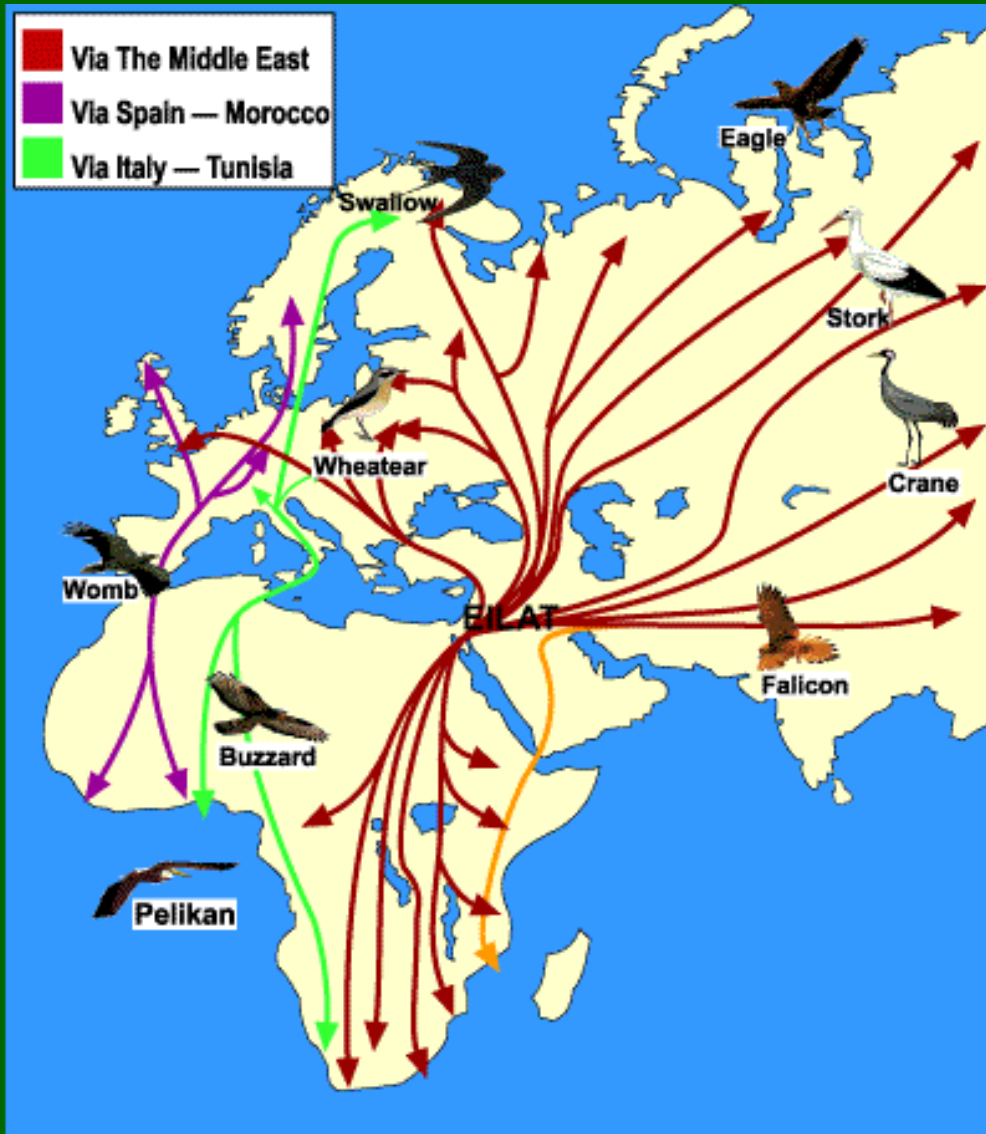 Via The Middle East
Via Spain — Morocco
Via Italy — Tunisia
Eagle
Swallow
Stork
Wheatear
Crane
Womb
EILAT
Falicon
Buzzard
Pelikan